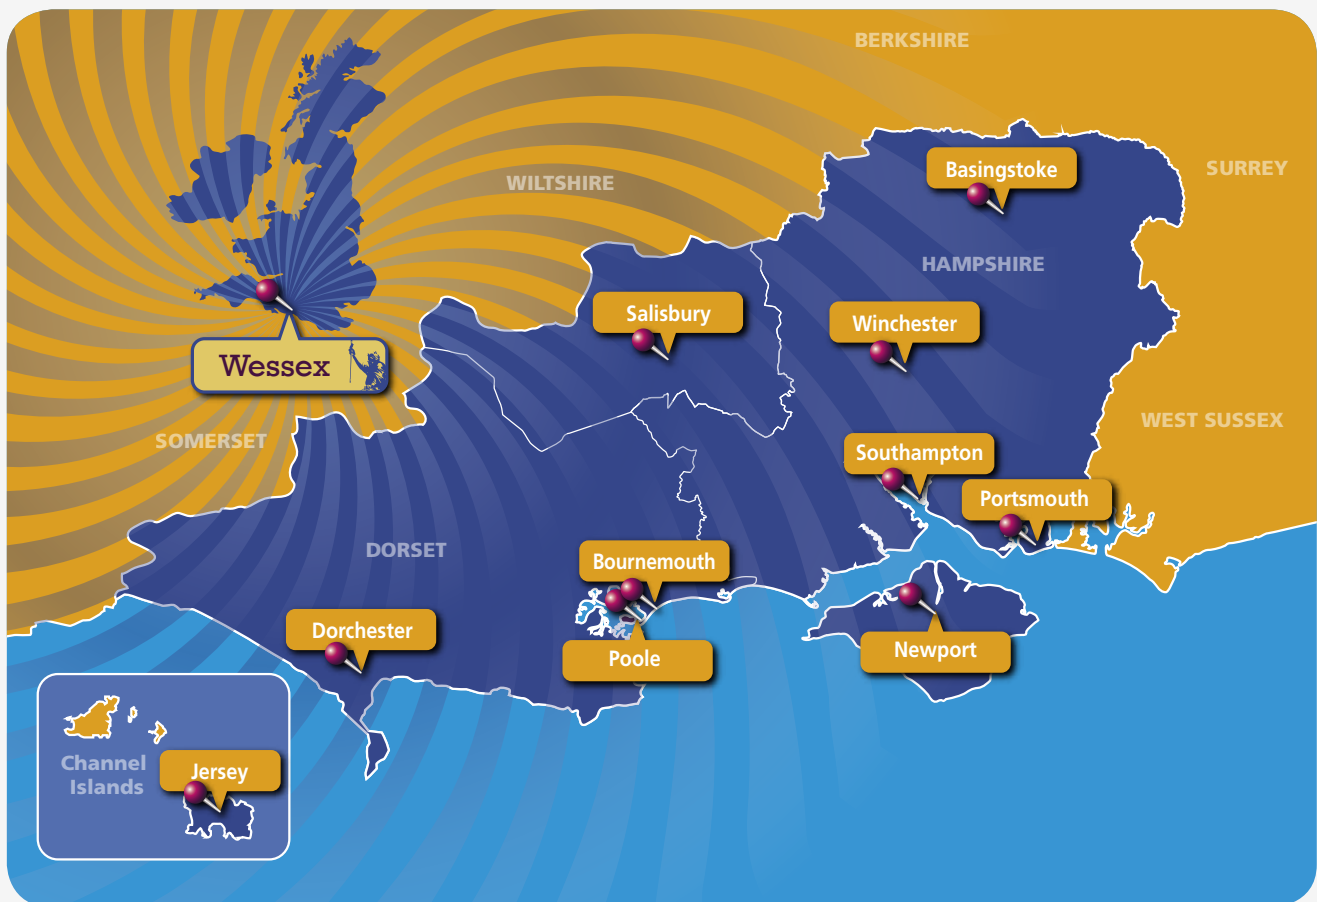 BERKSHIRE
Basingstoke
SURREY
WILTSHIRE
HAMPSHIRE
Salisbury
Winchester
Wessex
SOMERSET
WEST SUSSEX
Southampton
Portsmouth
DORSET
Bournemouth
Dorchester
Poole
Newport
Channel
Islands
Jersey